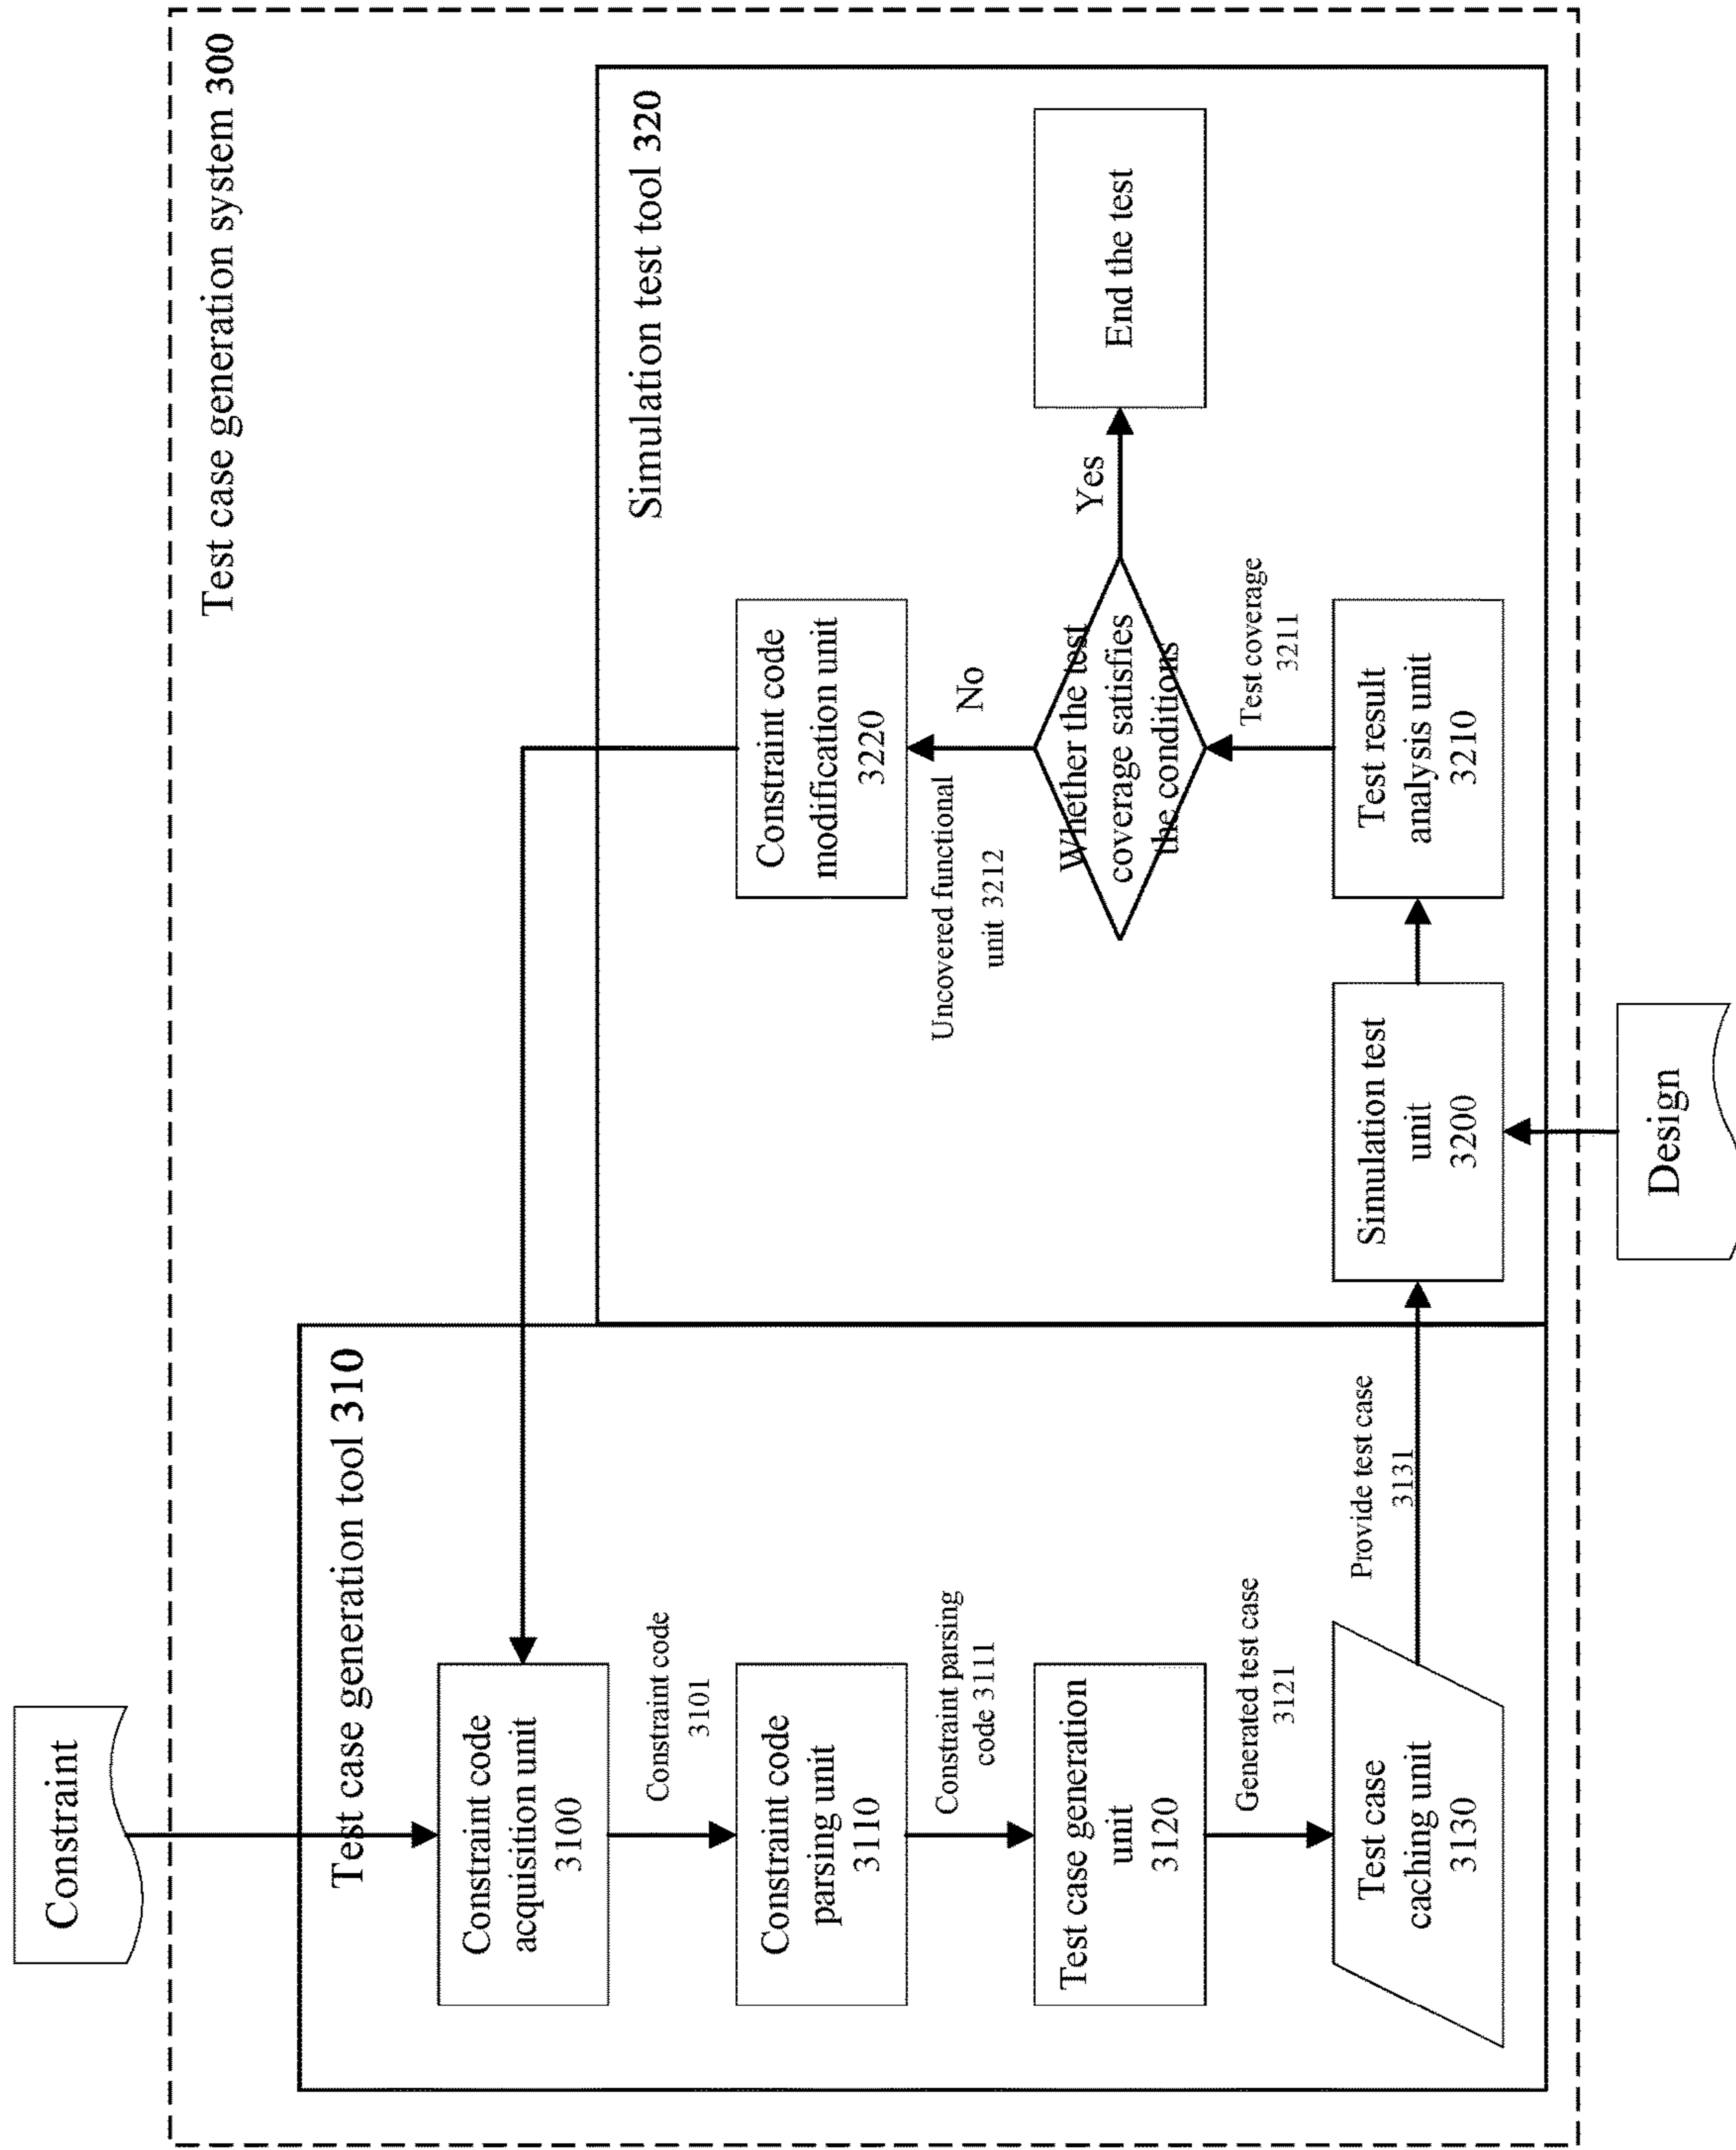 Test case generation system 300
Constraint
Test case generation tool 310
Constraint code
acquisition unit
3100
Constraint code
3101
Constraint code
parsing unit
3110
Constraint parsing
code 3111
Test case generation
unit
3120
Generated test case
3121
Test case
caching unit
3130
Provide test case
3131
Simulation test tool 320
Constraint code
modification unit
3220
Uncovered functional
unit 3212
No
Whether the test
coverage satisfies
the conditions
Yes
End the test
Test coverage
3211
Simulation test
unit
3200
Test result
analysis unit
3210
Design